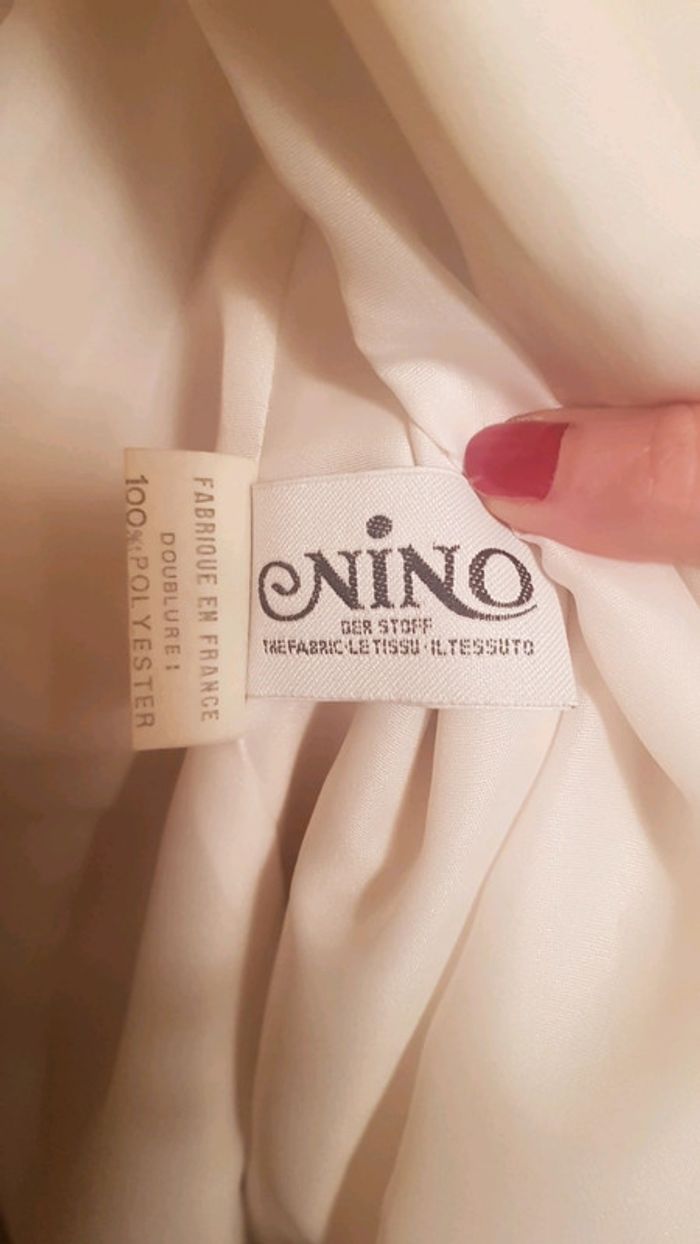 FABRIQUE EN FRANCE
DOUBLURE:
100% POLYESTER
NINO
DER STOFF
THE FABRIC·LE TISSU·IL TESSUTO